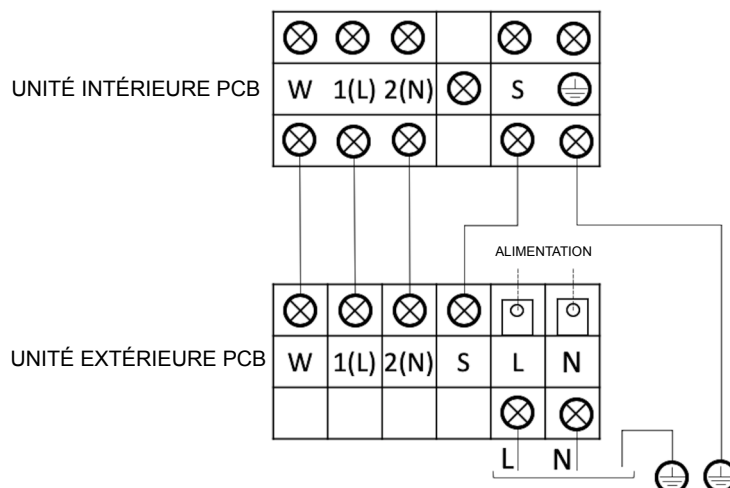 UNITÉ INTÉRIEURE PCB
W 1(L) 2(N) S
ALIMENTATION
UNITÉ EXTÉRIEURE PCB
W 1(L) 2(N) S L N
L N